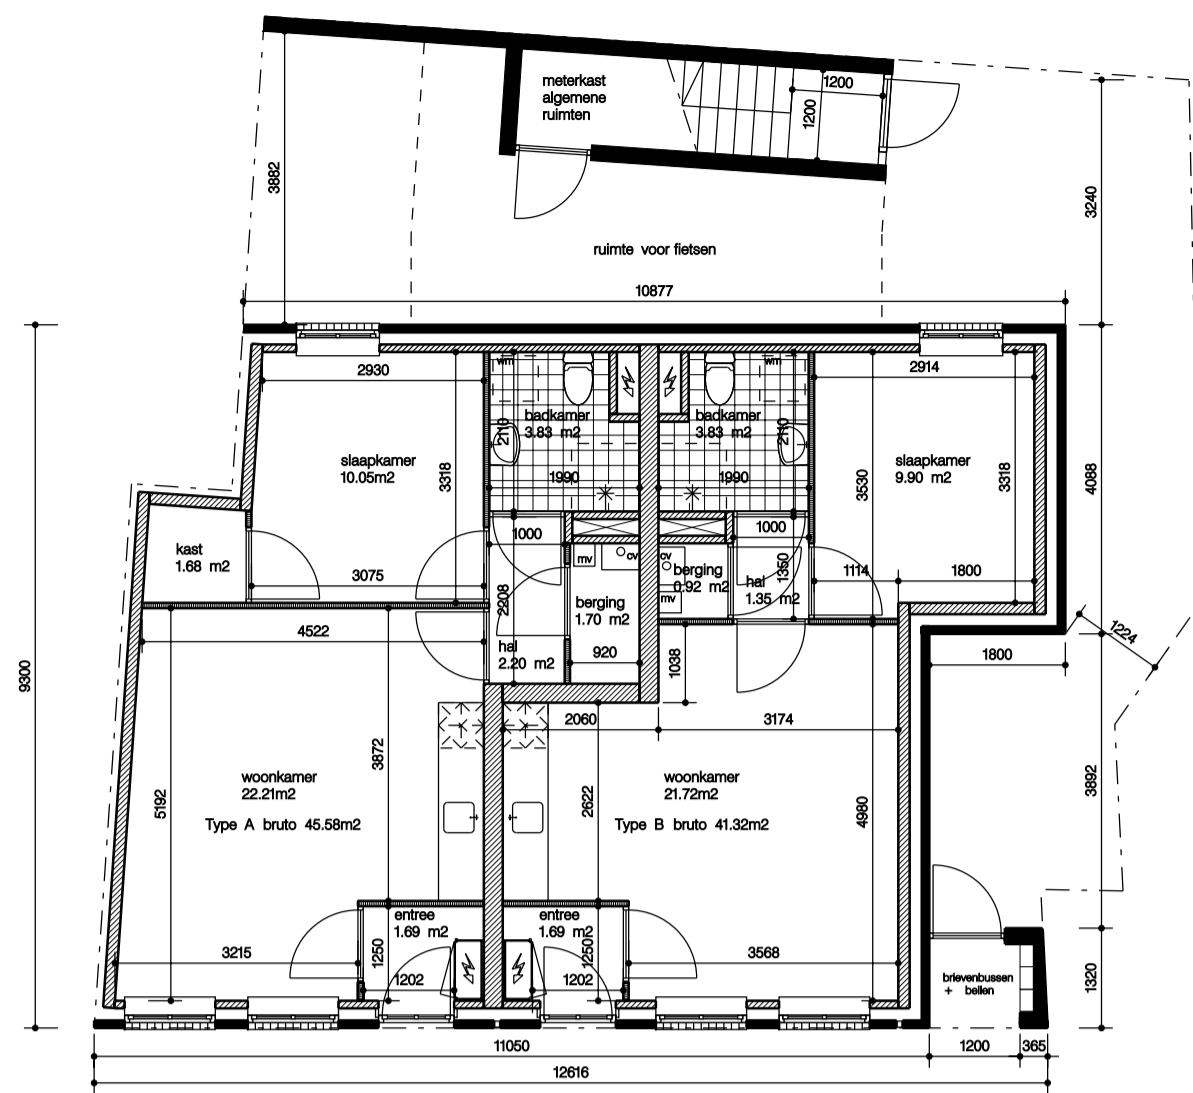 meterkast
algemene
ruimten
1200
1200
3882
3240
ruimte voor fietsen
10877
2930
wm
wm
2914
badkamer
3.83 m2
badkamer
3.83 m2
2110
2110
slaapkamer
10.05m2
3318
slaapkamer
9.90 m2
3530
3318
4088
1990
1990
1000
1000
kast
1.68 m2
3075
mv
cv
cv
mv
berging
0.92 m2
hal
1.35 m2
1350
1114
1800
2208
berging
1.70 m2
4522
hal
2.20 m2
920
1038
1224
1800
9300
2060
3174
3872
5192
woonkamer
22.21m2
Type A bruto 45.58m2
2622
woonkamer
21.72m2
Type B bruto 41.32m2
4980
3892
entree
1.69 m2
entree
1.69 m2
1250
1250
3215
1202
1202
3568
brievenbussen
+ bellen
1320
11050
1200
365
12616